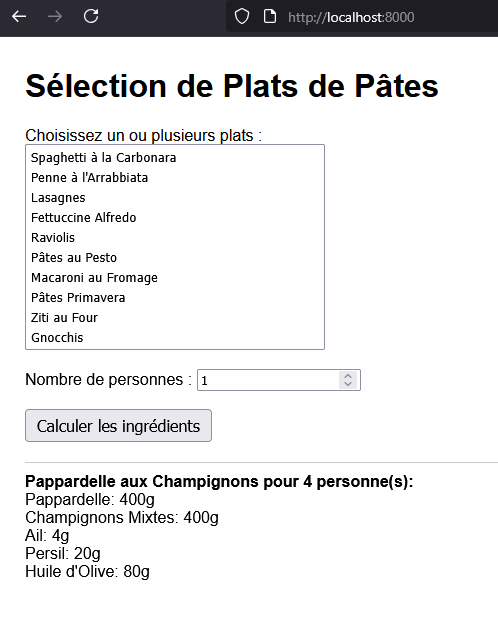 http://localhost:8000
Sélection de Plats de Pâtes
Choisissez un ou plusieurs plats :
Spaghetti à la Carbonara
Penne à l'Arrabbiata
Lasagnes
Fettuccine Alfredo
Raviolis
Pâtes au Pesto
Macaroni au Fromage
Pâtes Primavera
Ziti au Four
Gnocchis
Nombre de personnes : 1
Calculer les ingrédients
Pappardelle aux Champignons pour 4 personne(s):
Pappardelle: 400g
Champignons Mixtes: 400g
Ail: 4g
Persil: 20g
Huile d'Olive: 80g